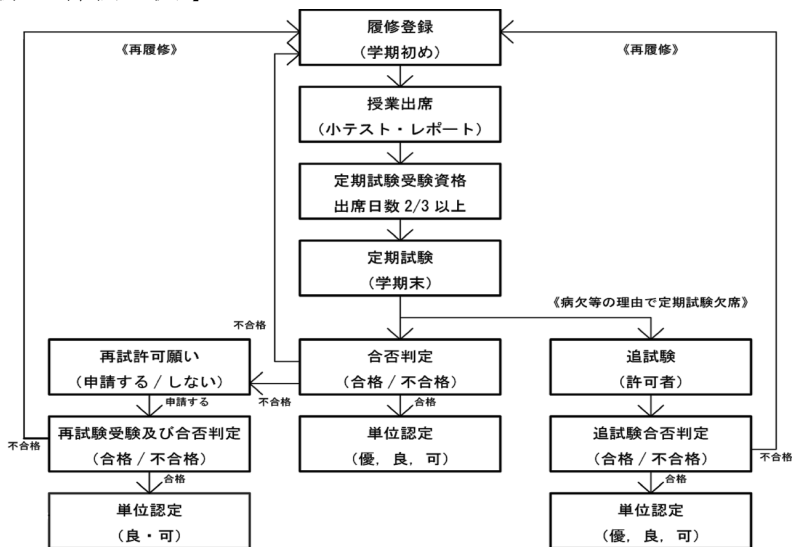 履修登録
(学期初め)
《再履修》
《再履修》
授業出席
(小テスト・レポート)
定期試験受験資格
出席日数 2/3 以上
定期試験
(学期末)
《病欠等の理由で定期試験欠席》
不合格
再試許可願い
(申請する / しない)
合否判定
(合格 / 不合格)
追試験
(許可者)
申請する
不合格
合格
再試験受験及び合否判定
(合格 / 不合格)
不合格
単位認定
(優, 良, 可)
追試験合否判定
(合格 / 不合格)
不合格
合格
合格
単位認定
(良・可)
単位認定
(優, 良, 可)